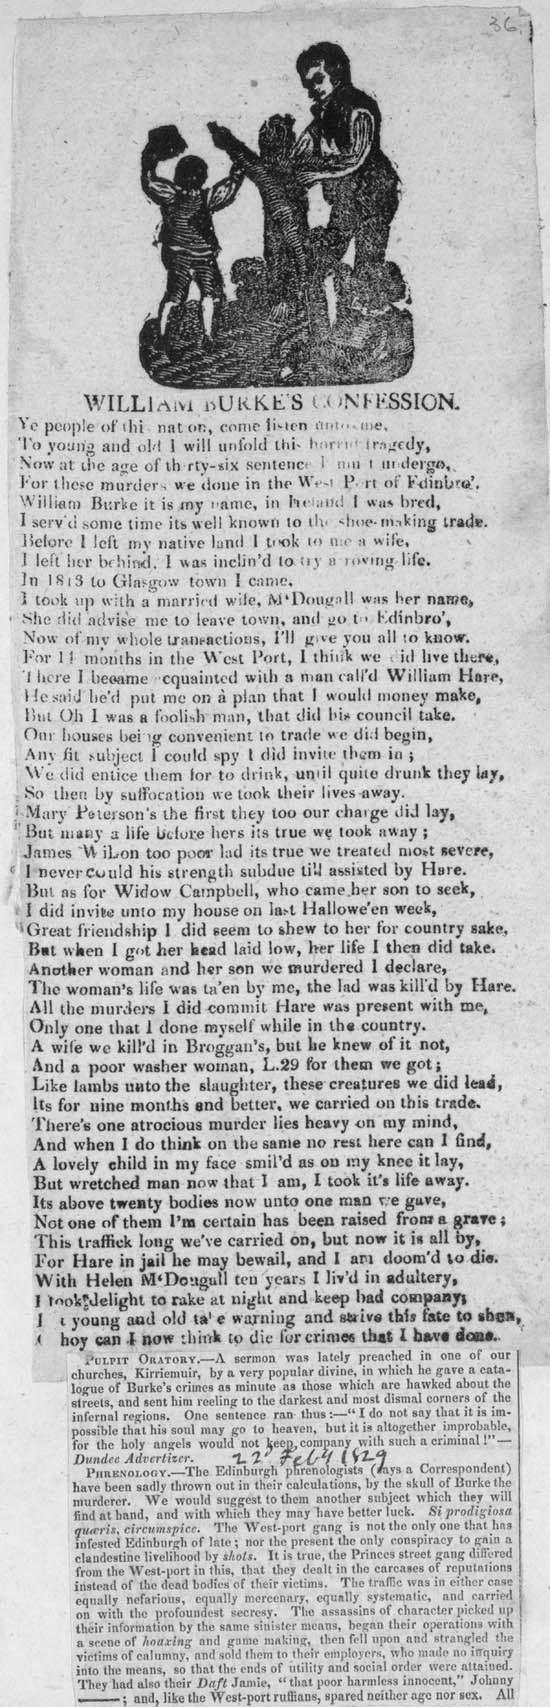 36.
WILLIAM BURKE'S CONFESSION.
Ye people of thi nation, come listen unto me,
To young and old I will unfold this horrid tragedy,
Now at the age of thirty-six sentence I must undergo,
For these murders we done in the West Port of Edinbro'.
William Burke it is my name, in Ireland I was bred,
I serv'd some time its well known to the shoe-making trade.
Before I left my native land I took to me a wife,
I left her behind, I was inclin'd to try a roving life.
In 1813 to Glasgow town I came,
I took up with a married wife, M'Dougall was her name,
She did advise me to leave town, and go to Edinbro',
Now of my whole transactions, I'll give you all to know.
For 11 months in the West Port, I think we did live there,
There I became acquainted with a man call'd William Hare,
He said he'd put me on a plan that I would money make,
But Oh I was a foolish man, that did his council take.
Our houses being convenient to trade we did begin,
Any fit subject I could spy I did invite them in ;
We did entice them for to drink, until quite drunk they lay,
So then by suffocation we took their lives away.
Mary Peterson's the first they too our charge did lay,
But many a life before hers its true we took away ;
James Wilson too poor lad its true we treated most severe,
I never could his strength subdue till assisted by Hare.
But as for Widow Campbell, who came her son to seek,
I did invite unto my house on last Hallowe'en week,
Great friendship I did seem to shew to her for country sake,
But when I got her head laid low, her life I then did take.
Another woman and her son we murdered I declare,
The woman's life was ta'en by me, the lad was kill'd by Hare.
All the murders I did commit Hare was present with me,
Only one that I done myself while in the country.
A wife we kill'd in Broggan's, but he knew of it not,
And a poor washer woman, L.29 for them we got ;
Like lambs unto the slaughter, these creatures we did lead,
Its for nine months and better, we carried on this trade.
There's one atrocious murder lies heavy on my mind,
And when I do think on the same no rest here can I find,
A lovely child in my face smil'd as on my knee it lay,
But wretched man now that I am, I took it's life away.
Its above twenty bodies now unto one man we gave,
Not one of them I'm certain has been raised from a grave ;
This traffick long we've carried on, but now it is all by,
For Hare in jail he may bewail, and I am doom'd to die.
With Helen M'Dougall ten years I liv'd in adultery,
I took delight to rake at night and keep bad company;
young and old take warning and strive this fate to shun,
hoy can I now think to die for crimes that I have done.
PULPIT ORATORY.—A sermon was lately preached in one of our
churches, Kirriemuir, by a very popular divine, in which he gave a cata-
logue of Burke's crimes as minute as those which are hawked about the
streets, and sent him reeling to the darkest and most dismal corners of the
infernal regions. One sentence ran thus :—"I do not say that it is im-
possible that his soul may go to heaven, but it is altogether improbable,
for the holy angels would not keep company with such a criminal !"—
Dundee Advertizer. 22d Feby 1829
PHRENOLOGY.—The Edinburgh phrenologists (says a Correspondent)
have been sadly thrown out in their calculations, by the skull of Burke the
murderer. We would suggest to them another subject which they will
find at hand, and with which they may have better luck. Si prodigiosa
quæris, circumspice. The West-port gang is not the only one that has
infested Edinburgh of late ; nor the present the only conspiracy to gain a
clandestine livelihood by shots. It is true, the Princes street gang differed
from the West-port in this, that they dealt in the carcases of reputations
instead of the dead bodies of their victims. The traffic was in either case
equally nefarious, equally mercenary, equally systematic, and carried
on with the profoundest secresy. The assassins of character picked up
their information by the same sinister means, began their operations with
a scene of hoaxing and game making, then fell upon and strangled the
victims of calumny, and sold them to their employers, who made no inquiry
into the means, so that the ends of utility and social order were attained.
They had also their Daft Jamie, "that poor harmless innocent," Johnny
———; and, like the West-port ruffians, spared neither age nor sex. All